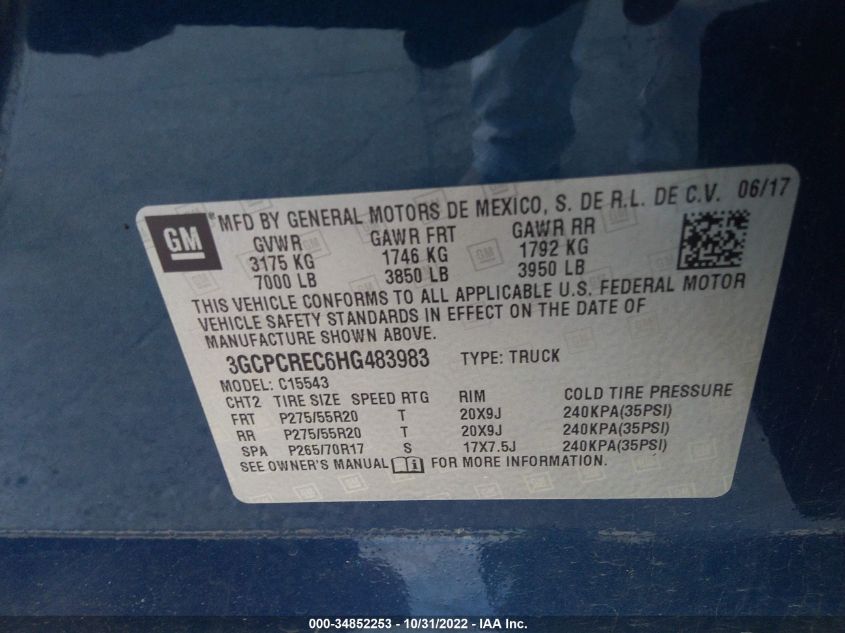 GM
® MFD BY GENERAL MOTORS DE MEXICO, S. DE R.L. DE C.V. 06/17
GVWR GAWR FRT GAWR RR
3175 KG 1746 KG 1792 KG
7000 LB 3850 LB 3950 LB
THIS VEHICLE CONFORMS TO ALL APPLICABLE U.S. FEDERAL MOTOR
VEHICLE SAFETY STANDARDS IN EFFECT ON THE DATE OF
MANUFACTURE SHOWN ABOVE.
3GCPCREC6HG483983 TYPE: TRUCK
MODEL: C15543
CHT2 TIRE SIZE SPEED RTG RIM COLD TIRE PRESSURE
FRT P275/55R20 T 20X9J 240KPA(35PSI)
RR P275/55R20 T 20X9J 240KPA(35PSI)
SPA P265/70R17 S 17X7.5J 240KPA(35PSI)
SEE OWNER'S MANUAL FOR MORE INFORMATION.
000-34852253 - 10/31/2022 - IAA Inc.